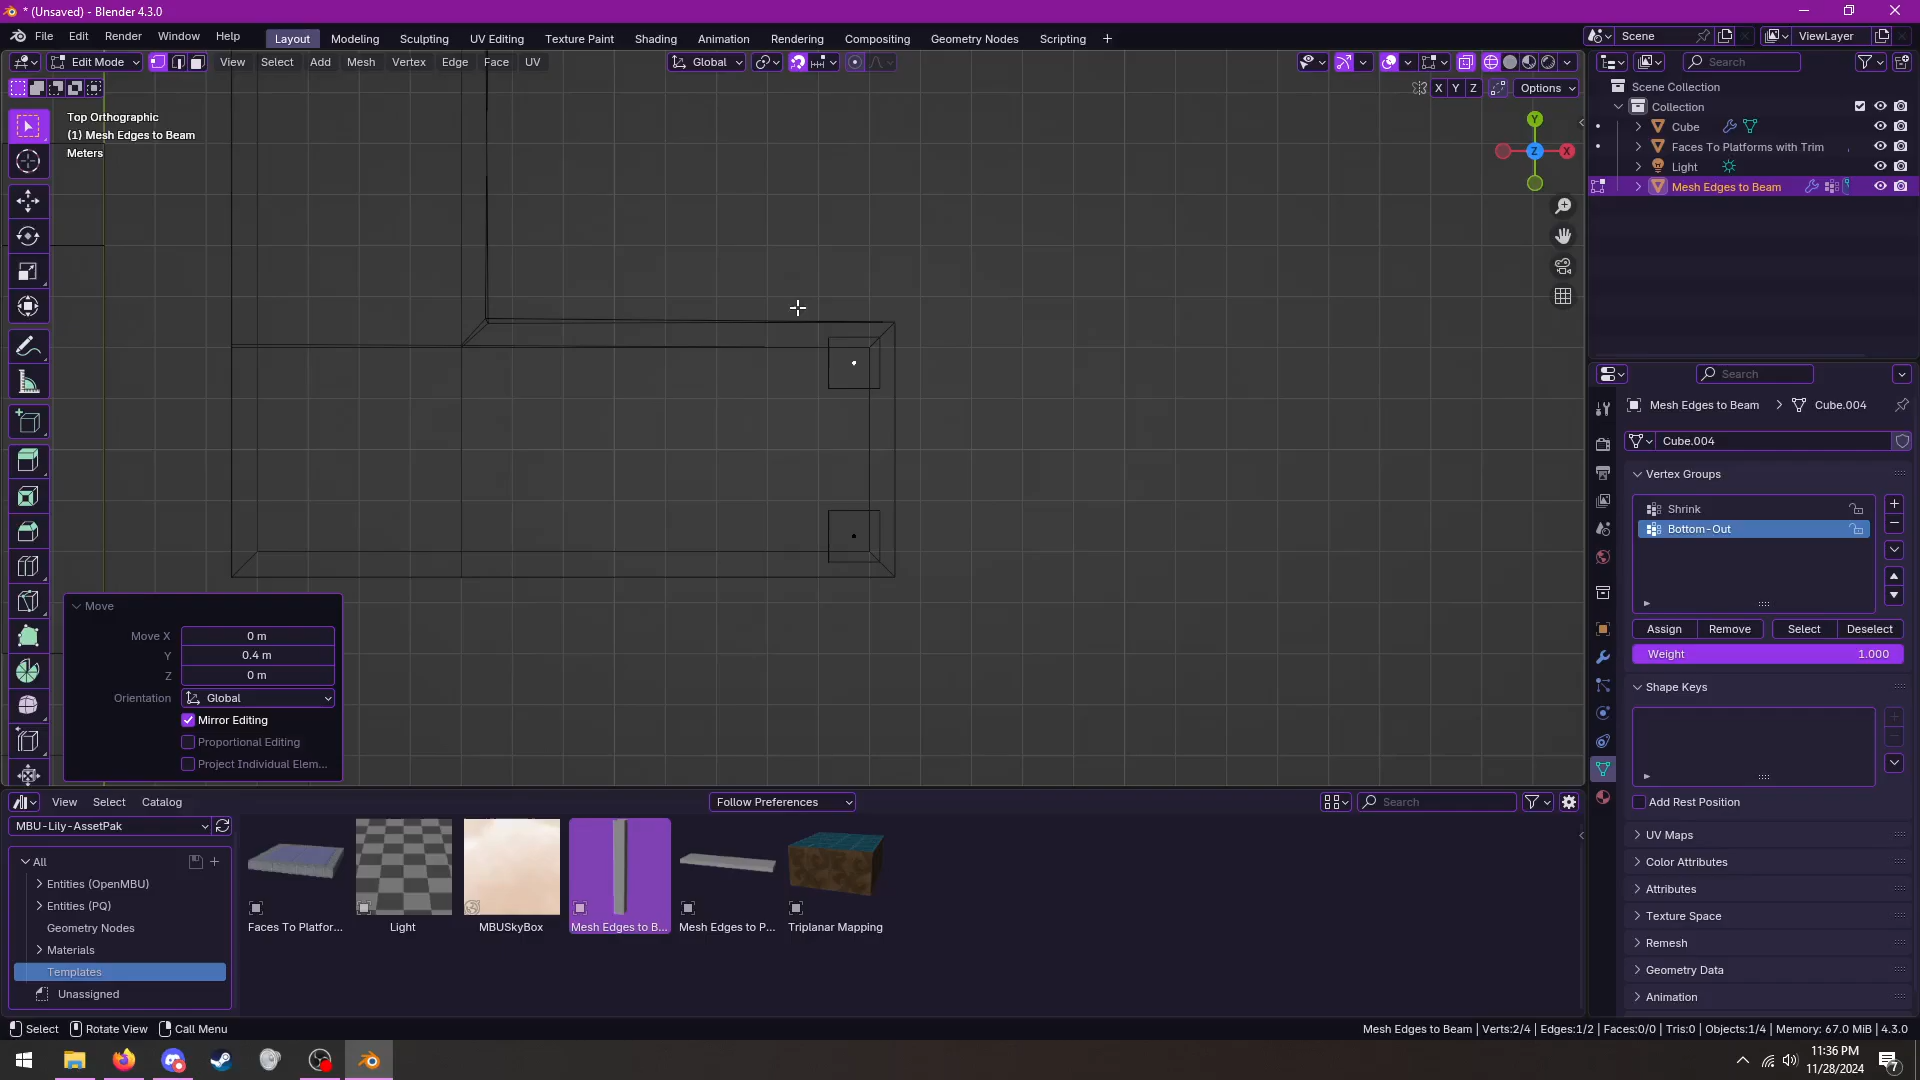 * (Unsaved) - Blender 4.3.0
File Edit Render Window Help Layout Modeling Sculpting UV Editing Texture Paint Shading Animation Rendering Compositing Geometry Nodes Scripting + Scene ViewLayer
Edit Mode View Select Add Mesh Vertex Edge Face UV Global Search
X Y Z Options
Scene Collection
Collection
Cube
Faces To Platforms with Trim
Light
Mesh Edges to Beam
Top Orthographic
(1) Mesh Edges to Beam
Meters
Y
Z X
Search
Mesh Edges to Beam > Cube.004
Cube.004
Vertex Groups
Shrink
Bottom-Out
Assign Remove Select Deselect
Weight 1.000
Shape Keys
Add Rest Position
UV Maps
Color Attributes
Attributes
Texture Space
Remesh
Geometry Data
Animation
Move
Move X 0 m
Y 0.4 m
Z 0 m
Orientation Global
Mirror Editing
Proportional Editing
Project Individual Elem...
View Select Catalog Follow Preferences Search
MBU-Lily-AssetPak
All
Entities (OpenMBU)
Entities (PQ)
Geometry Nodes
Materials
Templates
Unassigned
Faces To Platfor... Light MBUSkyBox Mesh Edges to B... Mesh Edges to P... Triplanar Mapping
Select Rotate View Call Menu Mesh Edges to Beam | Verts:2/4 | Edges:1/2 | Faces:0/0 | Tris:0 | Objects:1/4 | Memory: 67.0 MiB | 4.3.0
11:36 PM
11/28/2024
7